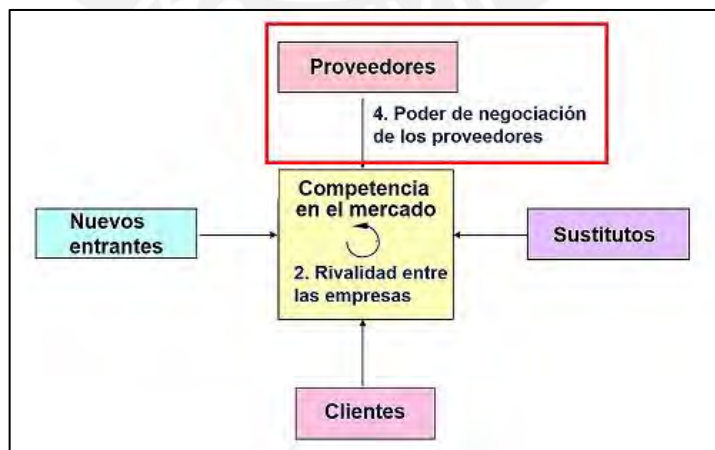 Proveedores
4. Poder de negociación
de los proveedores
Competencia
en el mercado
2. Rivalidad entre
las empresas
Nuevos
entrantes
Sustitutos
Clientes